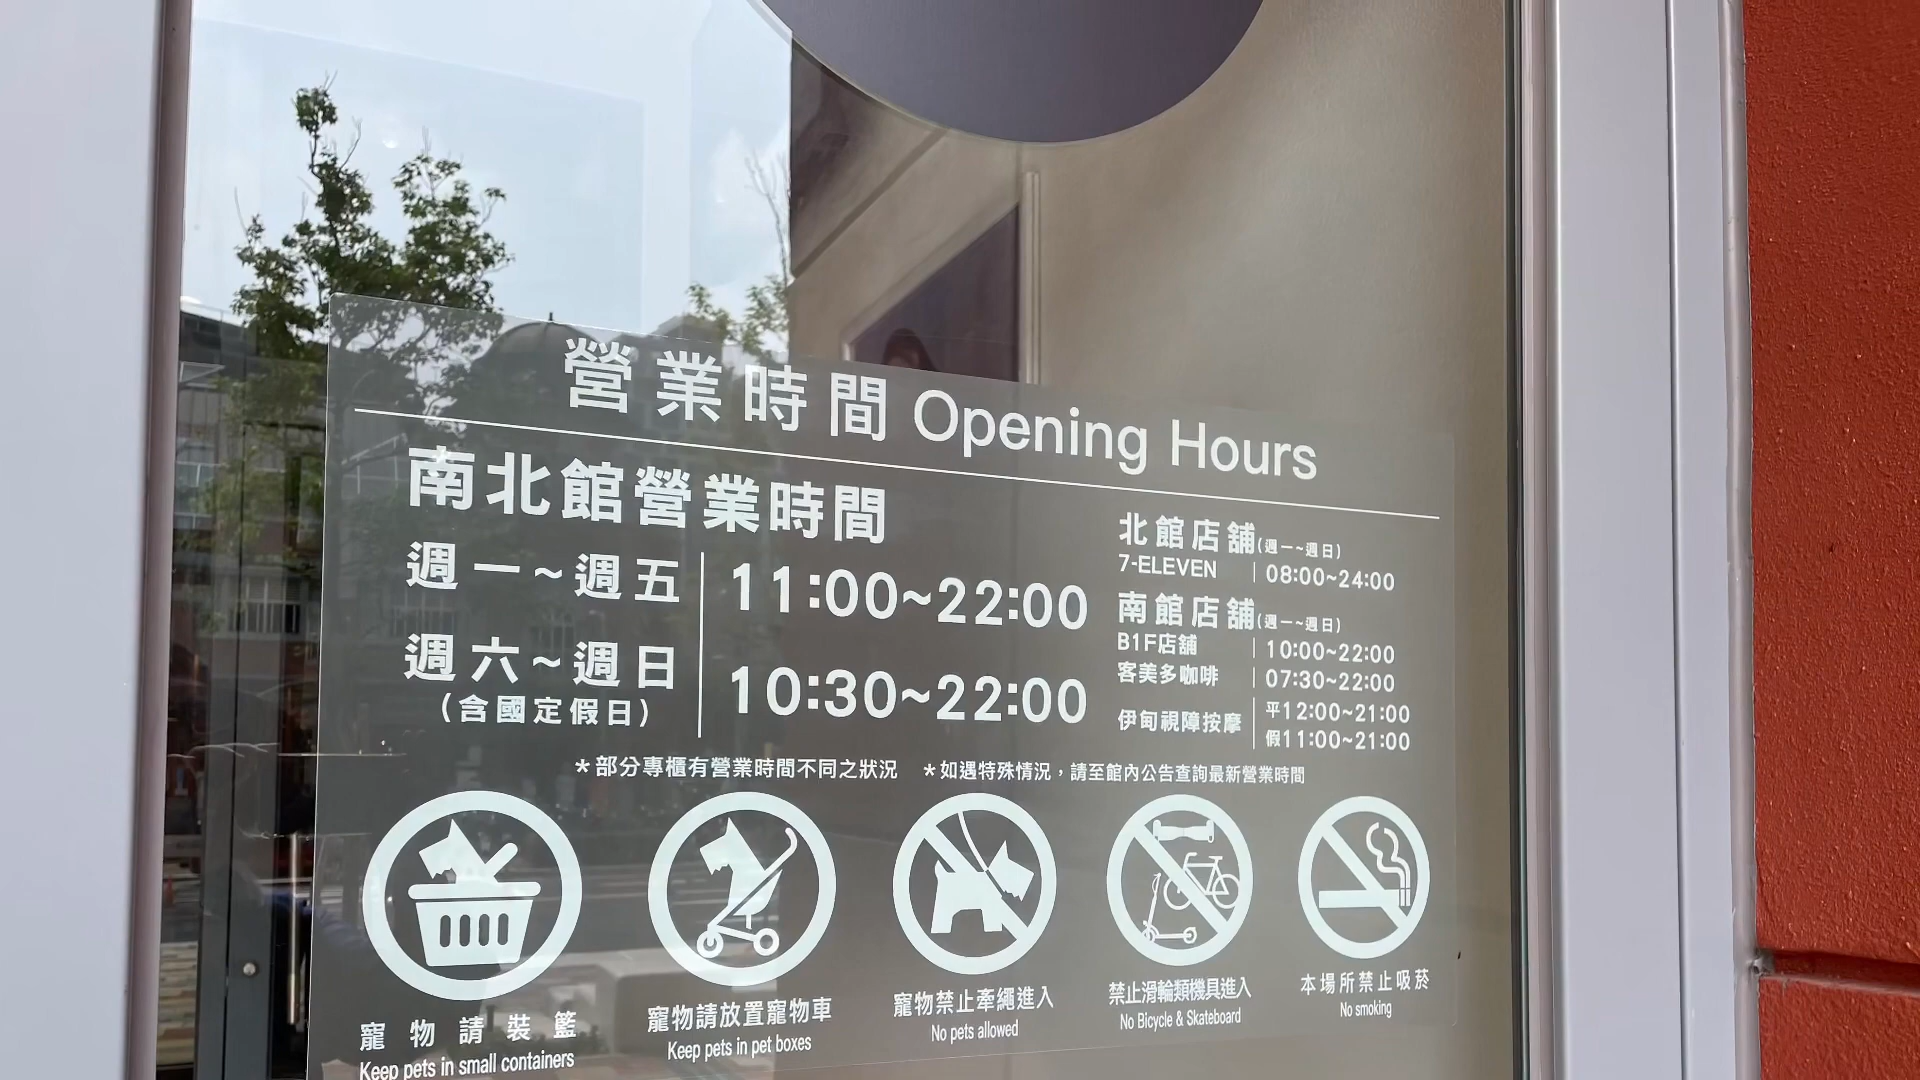 營業時間 Opening Hours
南北館營業時間
週一~週五 11:00~22:00
週六~週日 10:30~22:00
(含國定假日)
北館店舖(週一~週日)
7-ELEVEN 08:00~24:00
南館店舖(週一~週日)
B1F店舖 10:00~22:00
客美多咖啡 07:30~22:00
伊甸視障按摩 平12:00~21:00
假11:00~21:00
*部分專櫃有營業時間不同之狀況 *如遇特殊情況，請至館內公告查詢最新營業時間
寵物請裝籃
Keep pets in small containers
寵物請放置寵物車
Keep pets in pet boxes
寵物禁止牽繩進入
No pets allowed
禁止滑輪類機具進入
No Bicycle & Skateboard
本場所禁止吸菸
No smoking